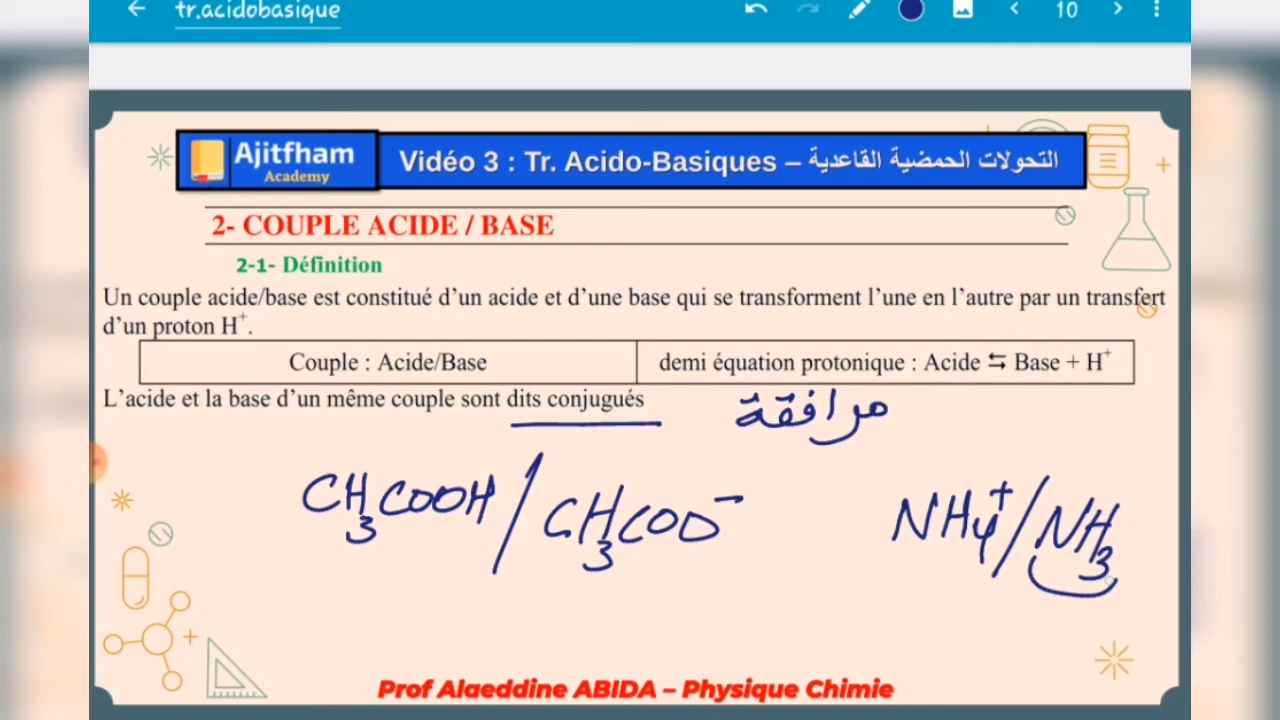 tr.acidobasique
10
Ajitfham
Academy
Vidéo 3 : Tr. Acido-Basiques – التحولات الحمضية القاعدية
2- COUPLE ACIDE / BASE
2-1- Définition
Un couple acide/base est constitué d’un acide et d’une base qui se transforment l’une en l’autre par un transfert
d’un proton H⁺.
Couple : Acide/Base
demi équation protonique : Acide ⇆ Base + H⁺
L’acide et la base d’un même couple sont dits conjugués
مرافقة
CH₃COOH / CH₃COO⁻
NH₄⁺/NH₃
Prof Alaeddine ABIDA – Physique Chimie